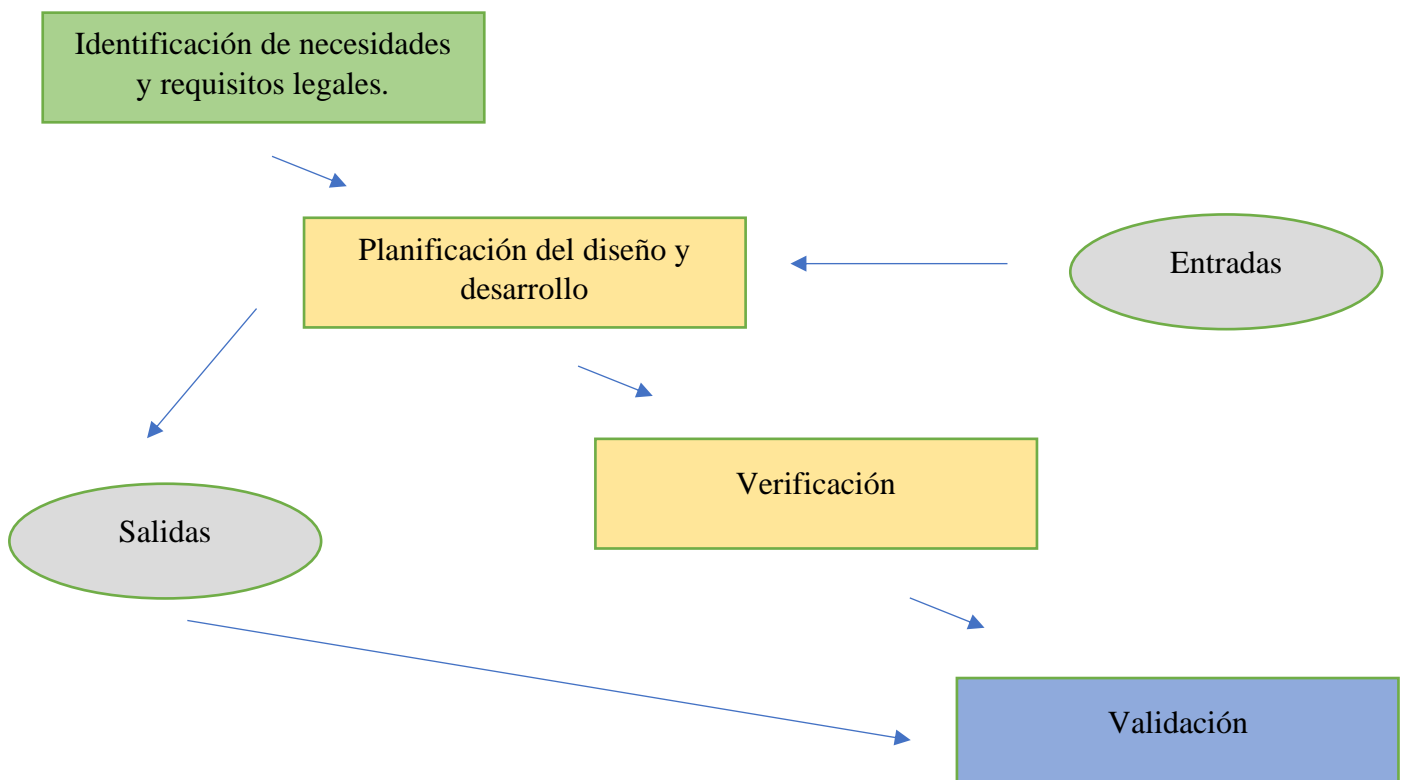 Identificación de necesidades
y requisitos legales.
Planificación del diseño y
desarrollo
Entradas
Verificación
Salidas
Validación